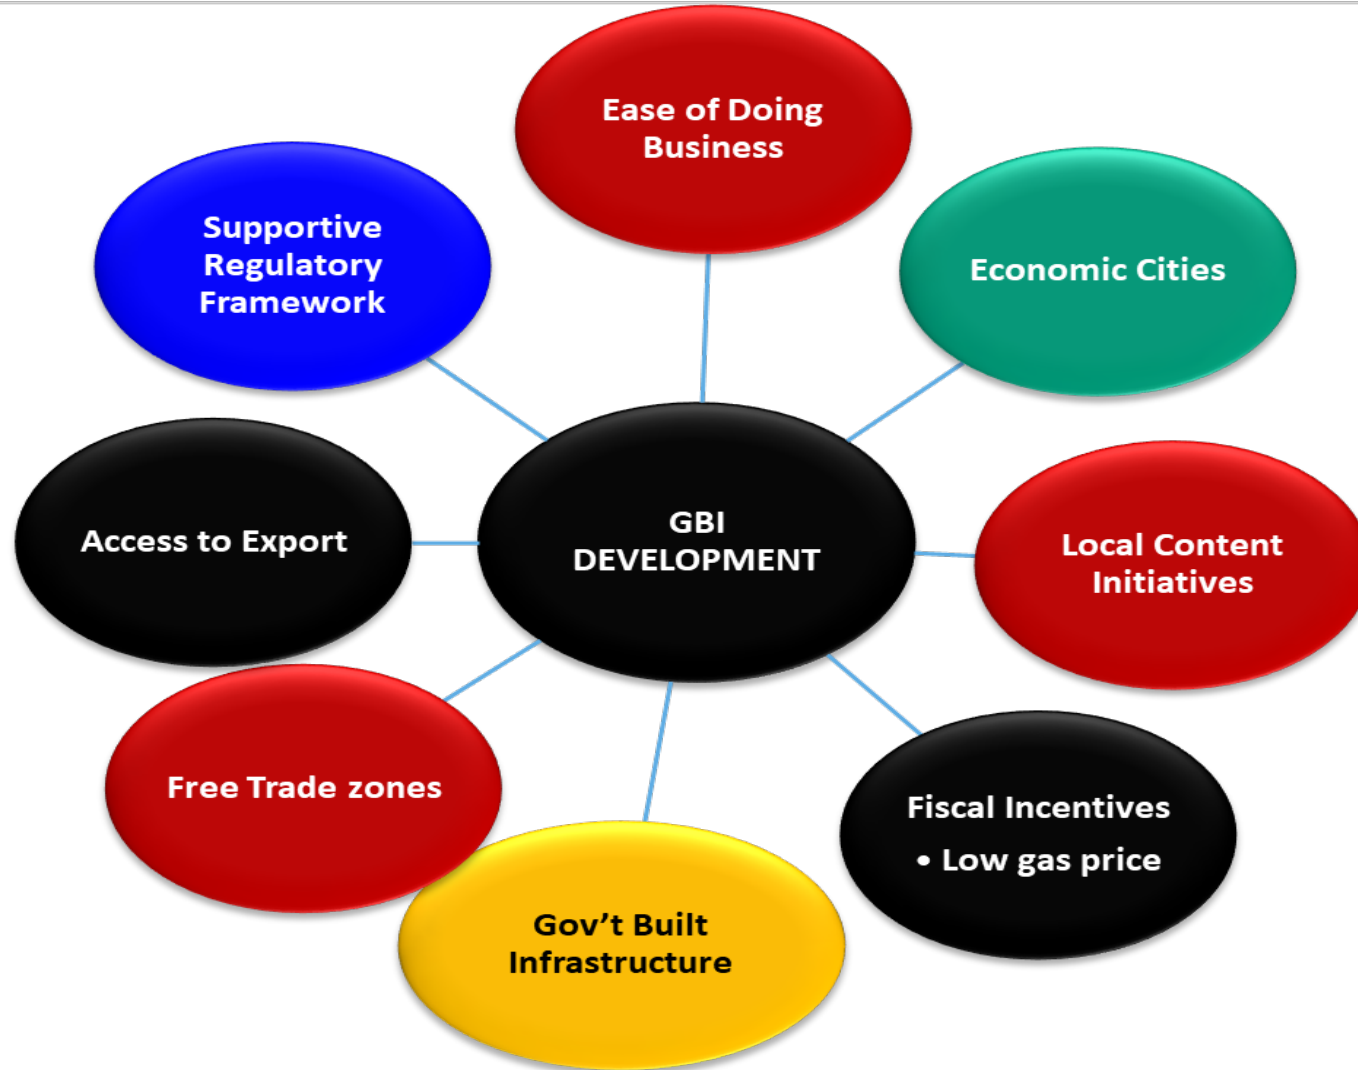 Ease of Doing
Business
Supportive
Regulatory
Framework
Economic Cities
Access to Export
GBI
DEVELOPMENT
Local Content
Initiatives
Free Trade zones
Fiscal Incentives
• Low gas price
Gov’t Built
Infrastructure